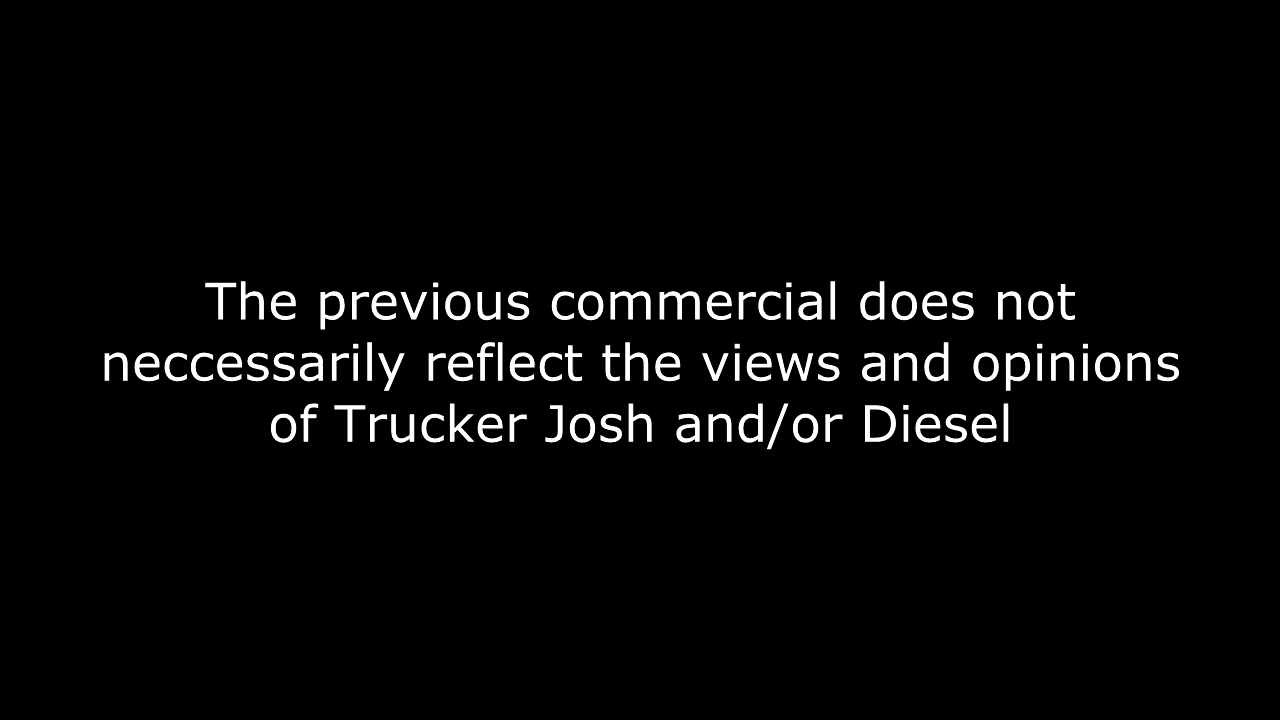 The previous commercial does not
neccessarily reflect the views and opinions
of Trucker Josh and/or Diesel